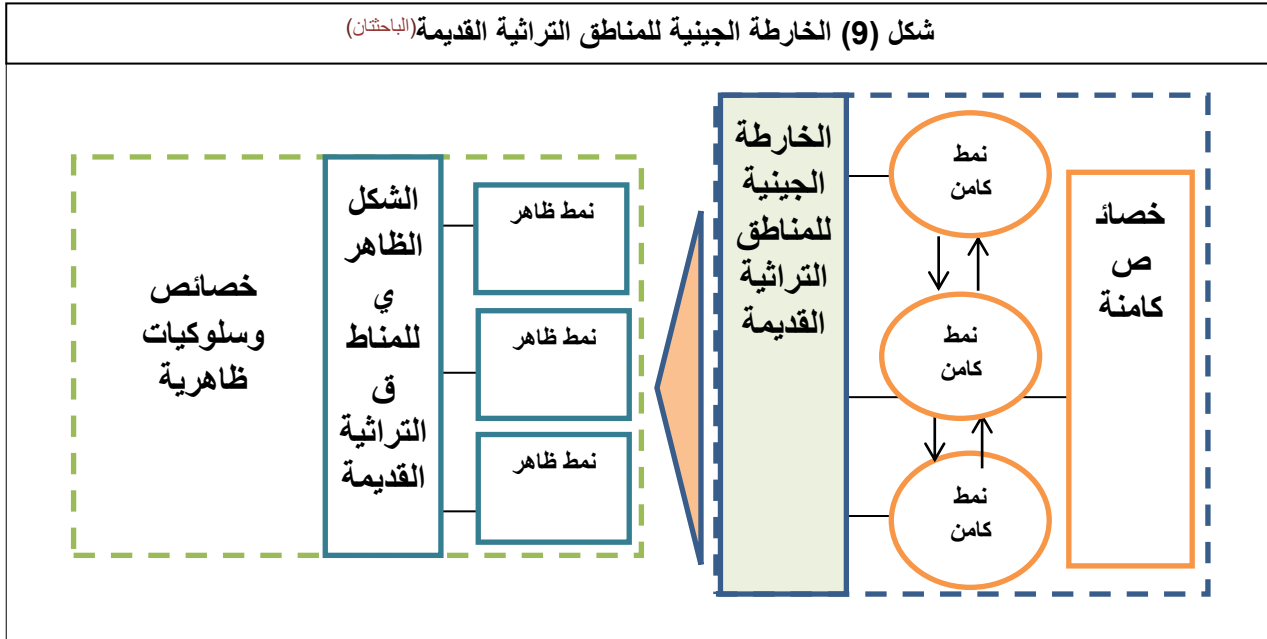 شكل (9) الخارطة الجينية للمناطق التراثية القديمة(الباحثتان)
خصائ
ص
كامنة
نمط
كامن
نمط
كامن
نمط
كامن
الخارطة
الجينية
للمناطق
التراثية
القديمة
نمط ظاهر
نمط ظاهر
نمط ظاهر
الشكل
الظاهر
ي
للمناط
ق
التراثية
القديمة
خصائص
وسلوكيات
ظاهرية